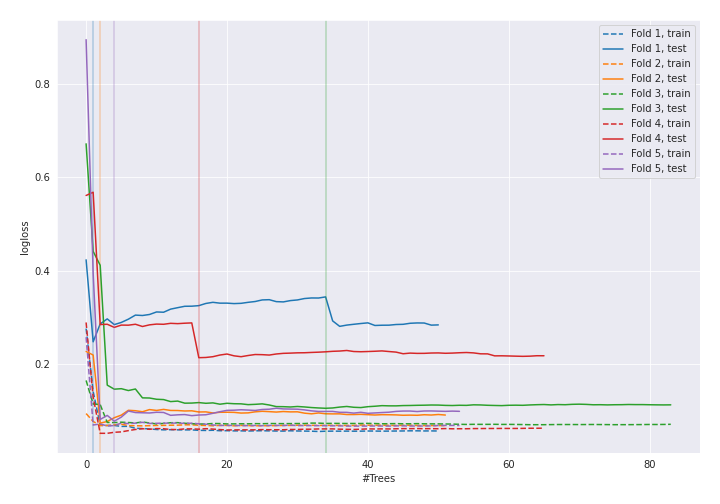 0.8
0.6
0.4
0.2
logloss
0
20
40
60
80
#Trees
Fold 1, train
Fold 1, test
Fold 2, train
Fold 2, test
Fold 3, train
Fold 3, test
Fold 4, train
Fold 4, test
Fold 5, train
Fold 5, test